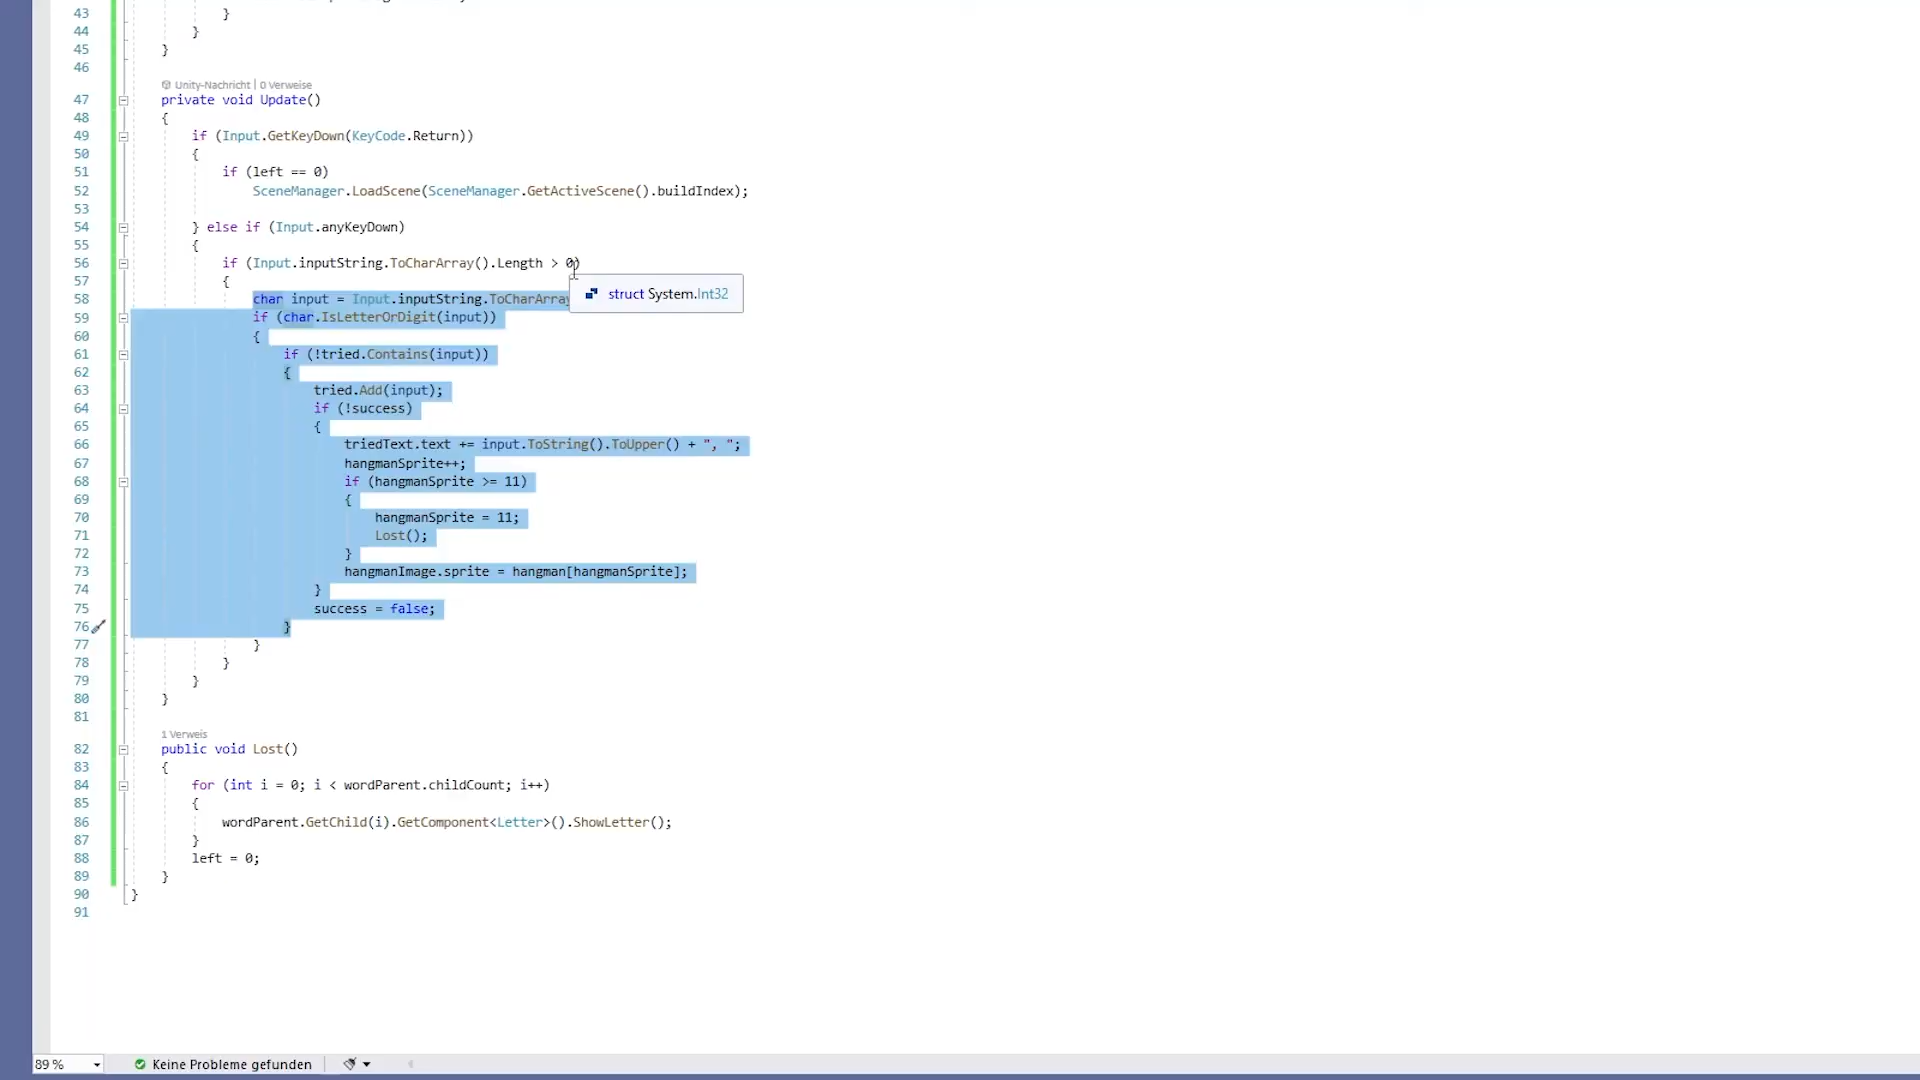 43 }
44 }
45 }
46
Unity-Nachricht | 0 Verweise
47 private void Update()
48 {
49 if (Input.GetKeyDown(KeyCode.Return))
50 {
51 if (left == 0)
52 SceneManager.LoadScene(SceneManager.GetActiveScene().buildIndex);
53
54 } else if (Input.anyKeyDown)
55 {
56 if (Input.inputString.ToCharArray().Length > 0)
57 {
struct System.Int32
58 char input = Input.inputString.ToCharArray
59 if (char.IsLetterOrDigit(input))
60 {
61 if (!tried.Contains(input))
62 {
63 tried.Add(input);
64 if (!success)
65 {
66 triedText.text += input.ToString().ToUpper() + ", ";
67 hangmanSprite++;
68 if (hangmanSprite >= 11)
69 {
70 hangmanSprite = 11;
71 Lost();
72 }
73 hangmanImage.sprite = hangman[hangmanSprite];
74 }
75 success = false;
76 }
77 }
78 }
79 }
80 }
81
1 Verweis
82 public void Lost()
83 {
84 for (int i = 0; i < wordParent.childCount; i++)
85 {
86 wordParent.GetChild(i).GetComponent<Letter>().ShowLetter();
87 }
88 left = 0;
89 }
90 }
91
89 % Keine Probleme gefunden